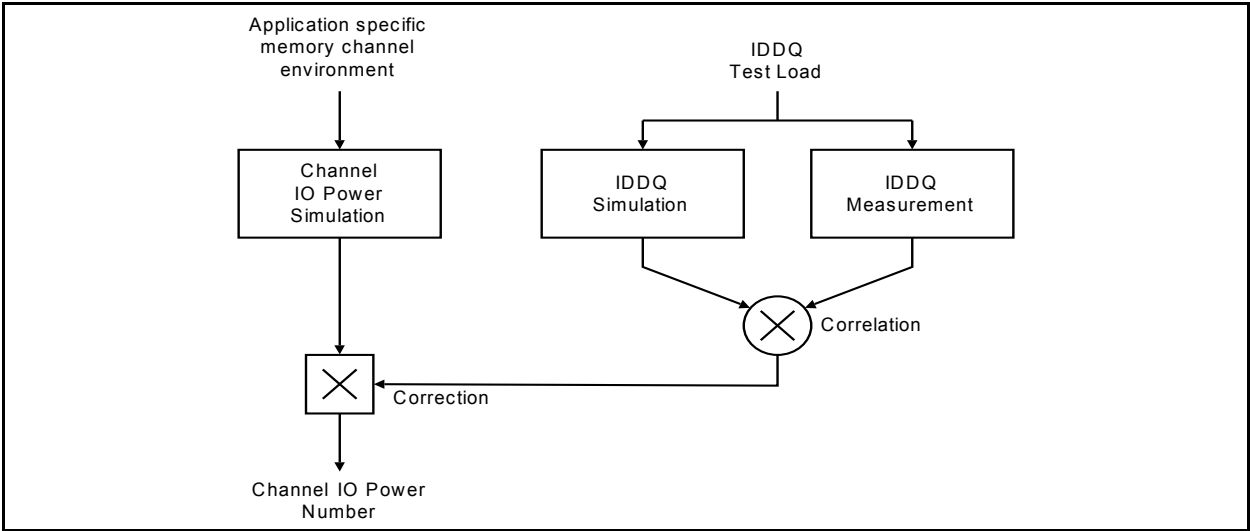 Application specific
memory channel
environment
IDDQ
Test Load
Channel
IO Power
Simulation
IDDQ
Simulation
IDDQ
Measurement
Correlation
Correction
Channel IO Power
Number